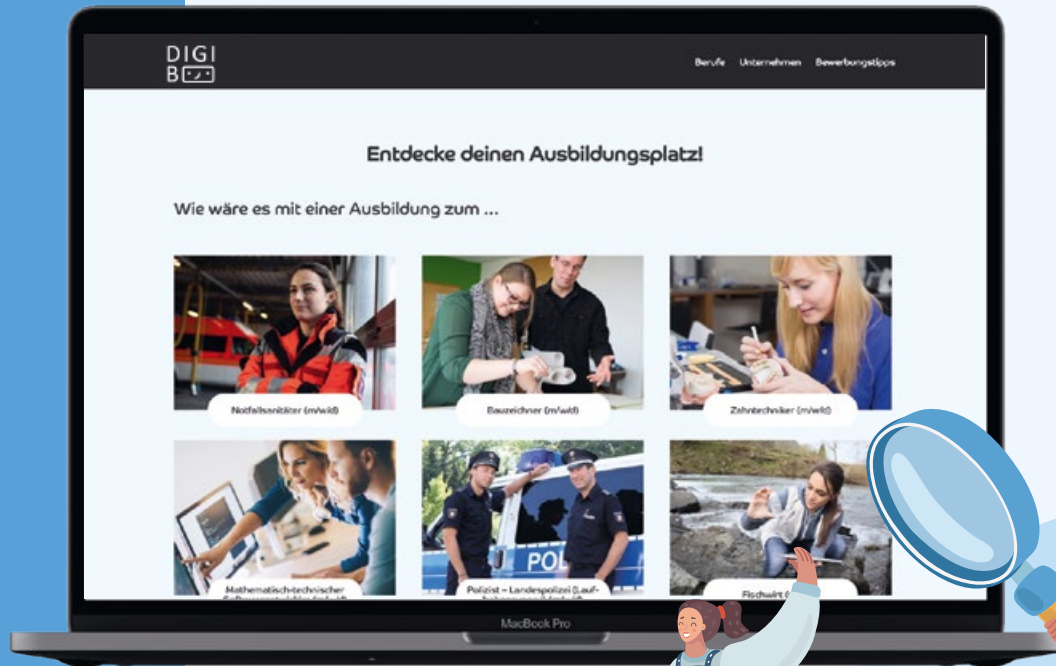 DIGI
B
Berufe Unternehmen Bewerbungstipps
Entdecke deinen Ausbildungsplatz!
Wie wäre es mit einer Ausbildung zum ...
Notfallsanitäter (m/w/d)
Bauzeichner (m/w/d)
Zahntechniker (m/w/d)
POL
Mathematisch-technischer
Polizist – Landespolizei (Lauf-
Fischwirt
MacBook Pro